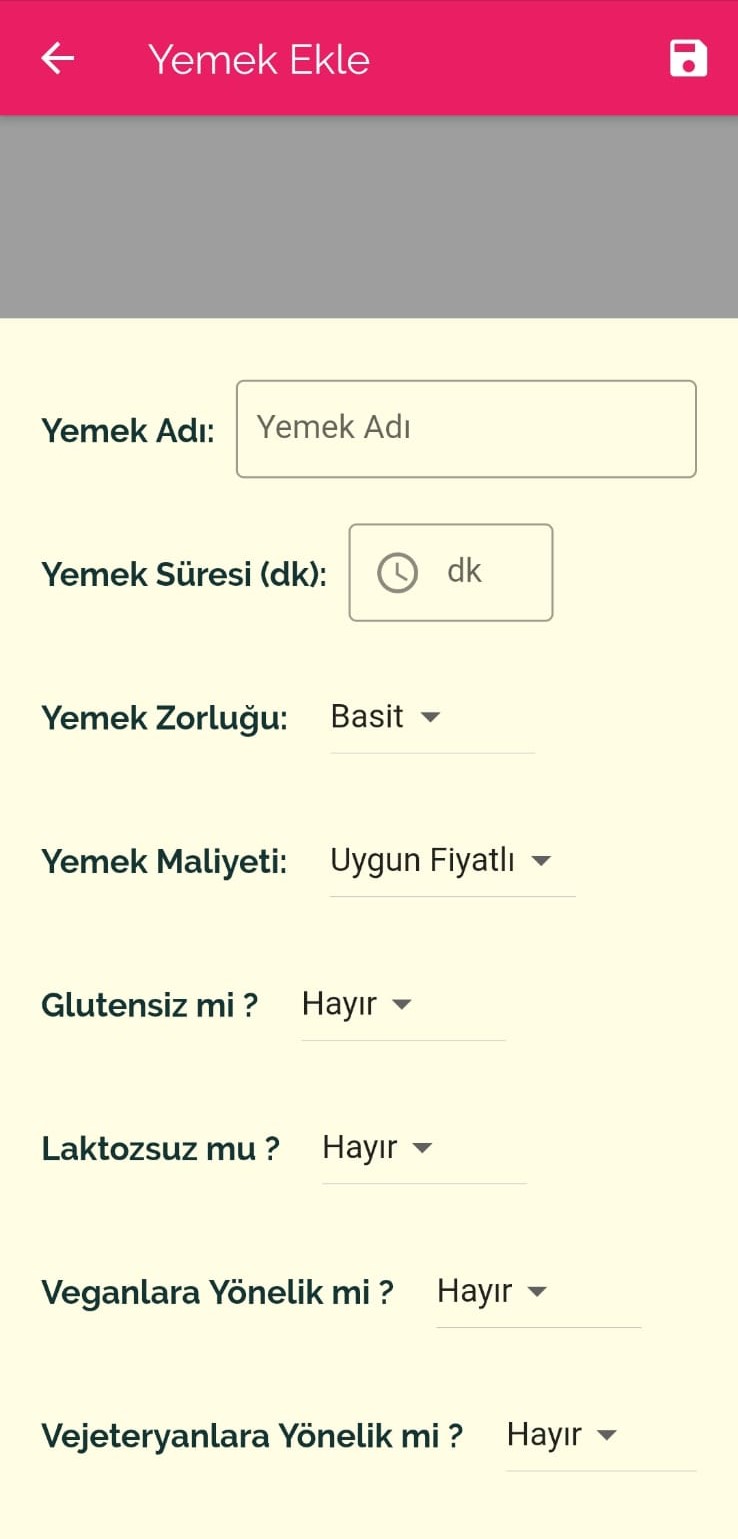 Yemek Ekle
Yemek Adı: Yemek Adı
Yemek Süresi (dk): dk
Yemek Zorluğu: Basit
Yemek Maliyeti: Uygun Fiyatlı
Glutensiz mi ? Hayır
Laktozsuz mu ? Hayır
Veganlara Yönelik mi ? Hayır
Vejeteryanlara Yönelik mi ? Hayır